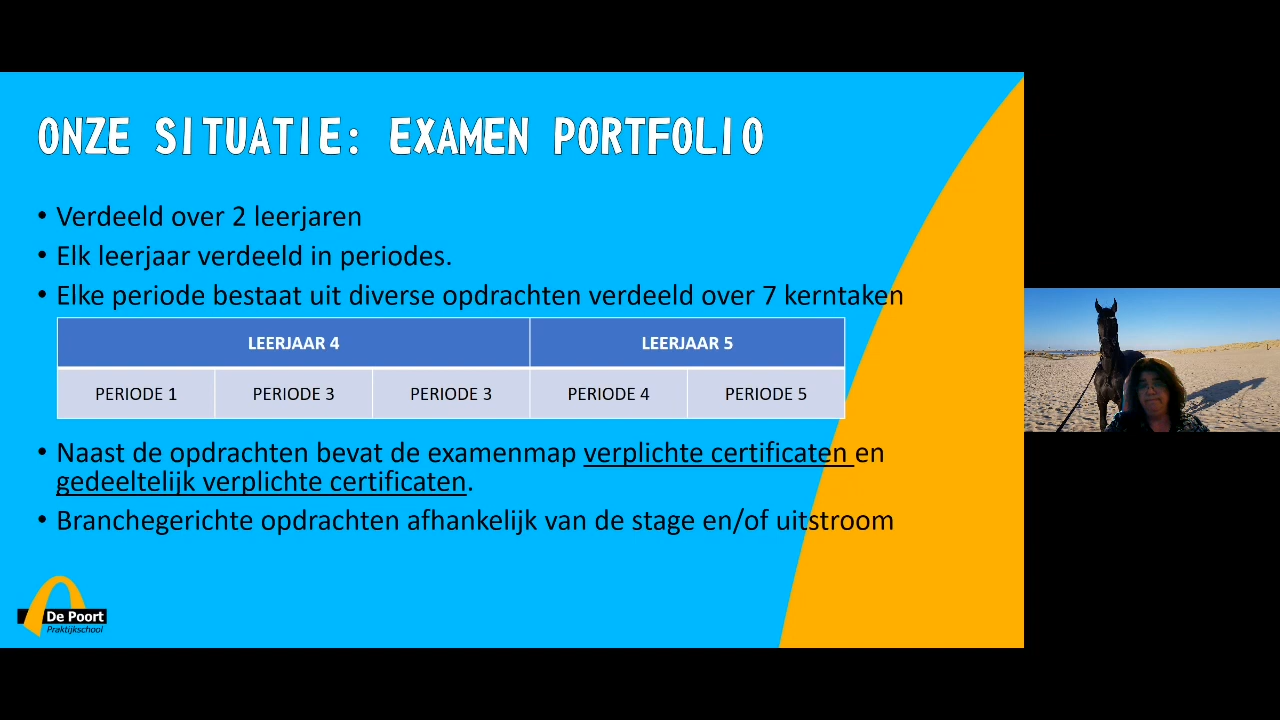 ONZE SITUATIE: EXAMEN PORTFOLIO
• Verdeeld over 2 leerjaren
• Elk leerjaar verdeeld in periodes.
• Elke periode bestaat uit diverse opdrachten verdeeld over 7 kerntaken
LEERJAAR 4 LEERJAAR 5
PERIODE 1 PERIODE 3 PERIODE 3 PERIODE 4 PERIODE 5
• Naast de opdrachten bevat de examenmap verplichte certificaten en
gedeeltelijk verplichte certificaten.
• Branchegerichte opdrachten afhankelijk van de stage en/of uitstroom
De Poort
Praktijkschool